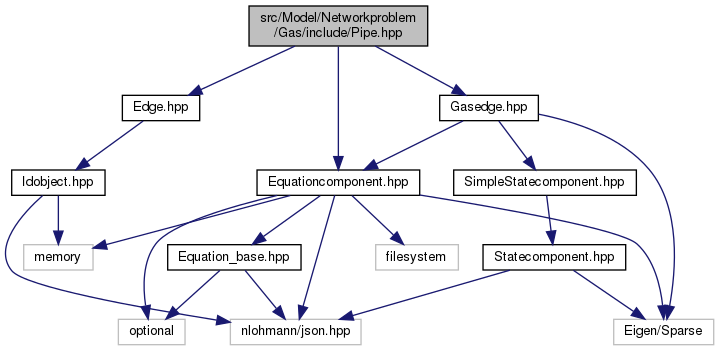 src/Model/Networkproblem
/Gas/include/Pipe.hpp
Edge.hpp
Gasedge.hpp
Idobject.hpp
Equationcomponent.hpp
SimpleStatecomponent.hpp
memory
Equation_base.hpp
filesystem
Statecomponent.hpp
optional
nlohmann/json.hpp
Eigen/Sparse